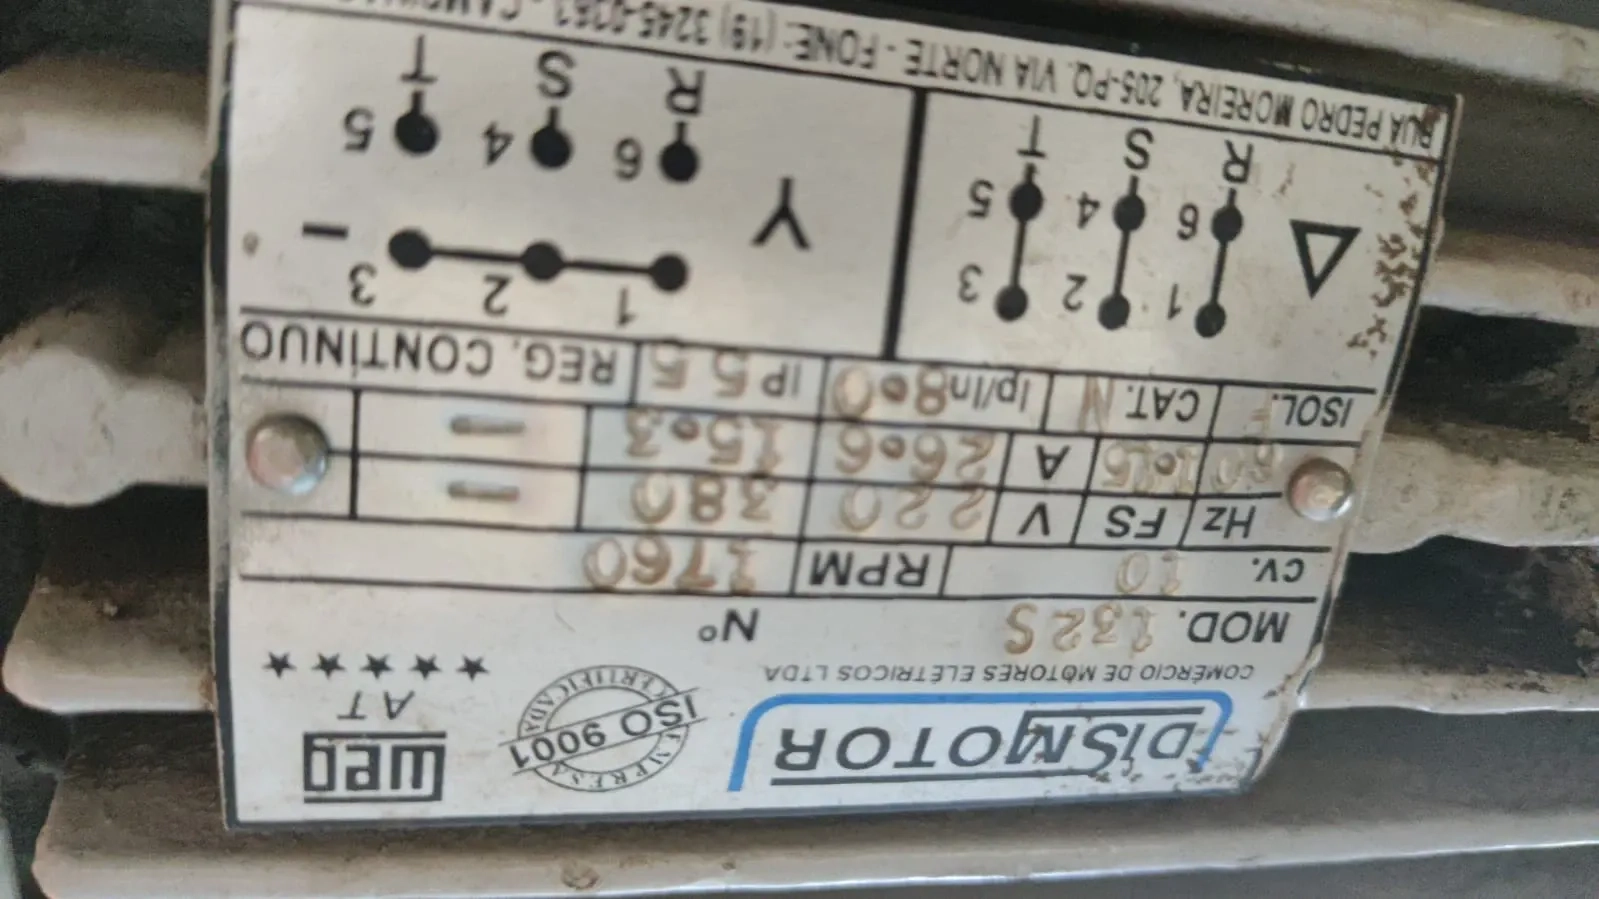 DISMOTOR
COMÉRCIO DE MOTORES ELÉTRICOS LTDA
EMPRESA ISO 9001 CERTIFICADA
WEG
AT
★★★★★
MOD. 132S Nº
CV. 10 RPM 1760
Hz FS V 220 380 –
60 1.15 A 26.6 15.3 –
ISOL. F CAT. N Ip/In 8.0 IP 55 REG. CONTÍNUO
Δ 1 2 3
6 4 5
R S T
Y 1 2 3 –
6 4 5
R S T
RUA PEDRO MOREIRA, 205-PQ. VIA NORTE - FONE: (19) 3245-0363 -